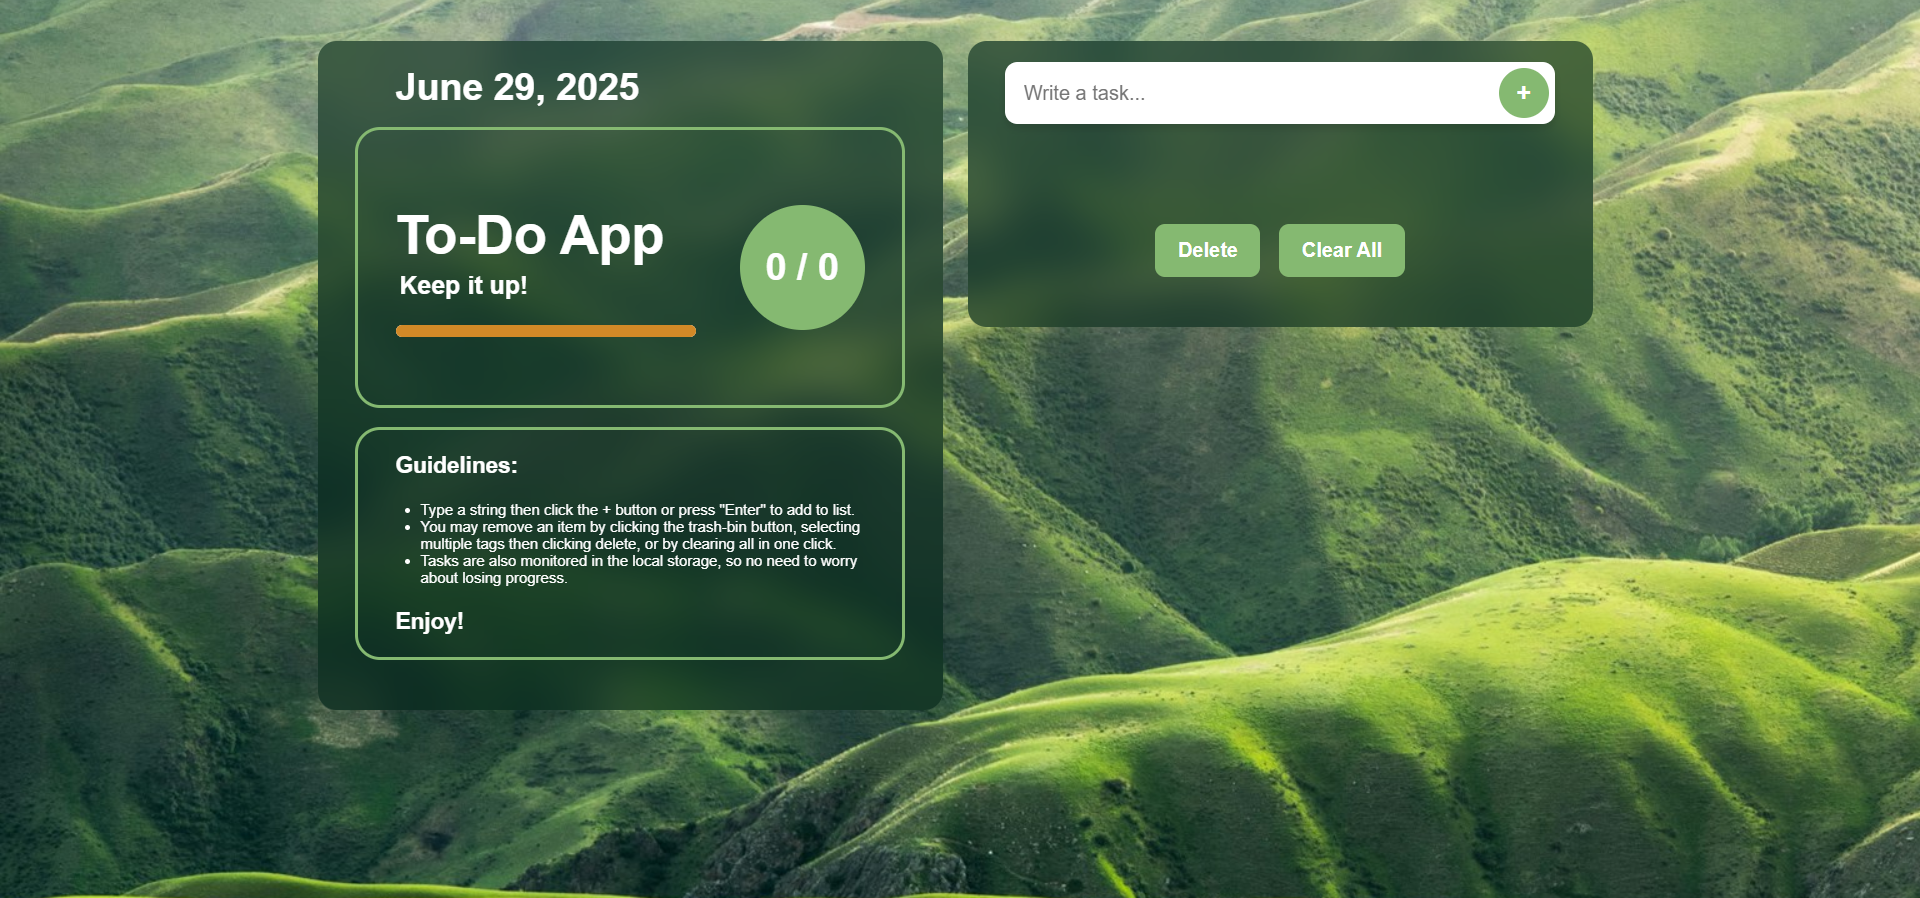 June 29, 2025
To-Do App
Keep it up!
0 / 0
Guidelines:
Type a string then click the + button or press "Enter" to add to list.
You may remove an item by clicking the trash-bin button, selecting
multiple tags then clicking delete, or by clearing all in one click.
Tasks are also monitored in the local storage, so no need to worry
about losing progress.
Enjoy!
Write a task...
+
Delete
Clear All